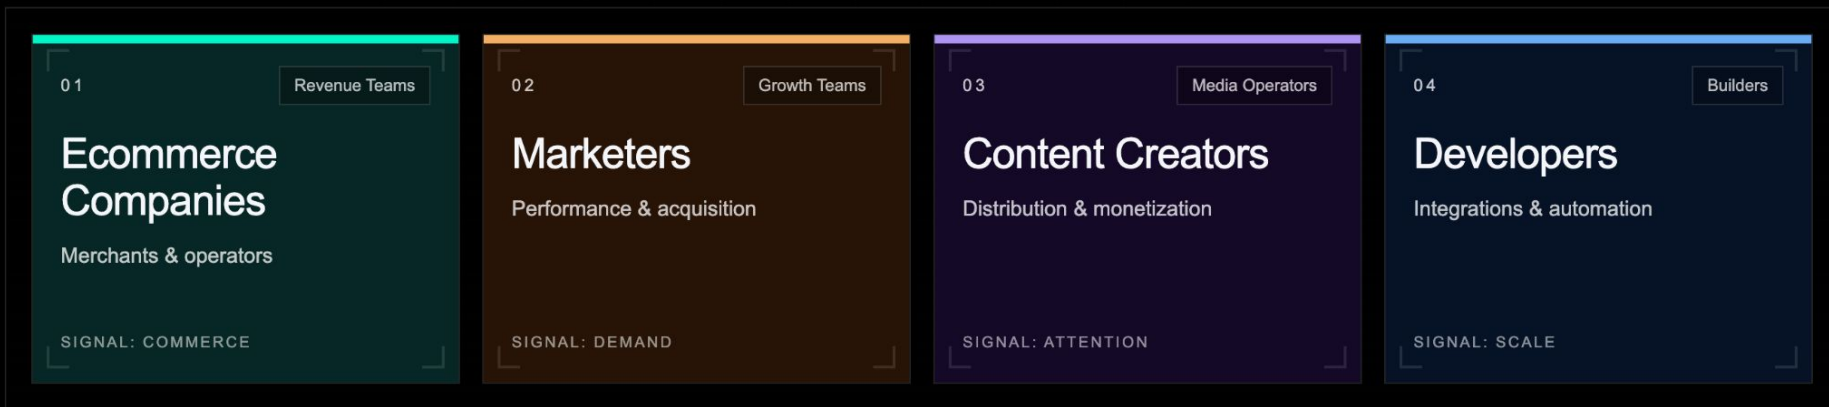 01
Revenue Teams
Ecommerce
Companies
Merchants & operators
SIGNAL: COMMERCE
02
Growth Teams
Marketers
Performance & acquisition
SIGNAL: DEMAND
03
Media Operators
Content Creators
Distribution & monetization
SIGNAL: ATTENTION
04
Builders
Developers
Integrations & automation
SIGNAL: SCALE